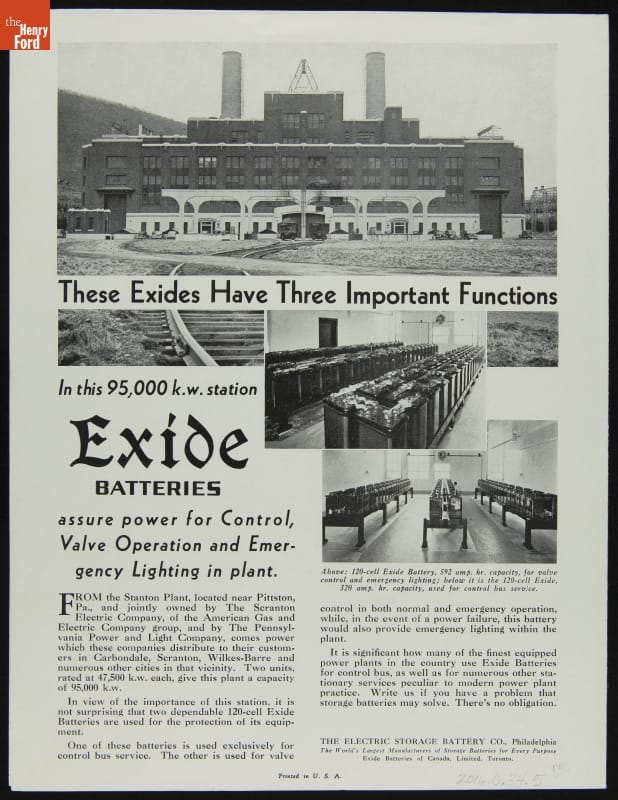 the
Henry
Ford
These Exides Have Three Important Functions
In this 95,000 k.w. station
Exide
BATTERIES
assure power for Control,
Valve Operation and Emer-
gency Lighting in plant.
Above: 120-cell Exide Battery, 592 amp. hr. capacity, for valve
control and emergency lighting; below it is the 120-cell Exide,
320 amp. hr. capacity, used for control bus service.
FROM the Stanton Plant, located near Pittston,
Pa., and jointly owned by The Scranton
Electric Company, of the American Gas and
Electric Company group, and by The Pennsyl-
vania Power and Light Company, comes power
which these companies distribute to their custom-
ers in Carbondale, Scranton, Wilkes-Barre and
numerous other cities in that vicinity. Two units,
rated at 47,500 k.w. each, give this plant a capacity
of 95,000 k.w.
In view of the importance of this station, it is
not surprising that two dependable 120-cell Exide
Batteries are used for the protection of its equip-
ment.
One of these batteries is used exclusively for
control bus service. The other is used for valve
control in both normal and emergency operation,
while, in the event of a power failure, this battery
would also provide emergency lighting within the
plant.
It is significant how many of the finest equipped
power plants in the country use Exide Batteries
for control bus, as well as for numerous other sta-
tionary services peculiar to modern power plant
practice. Write us if you have a problem that
storage batteries may solve. There's no obligation.
THE ELECTRIC STORAGE BATTERY CO., Philadelphia
The World's Largest Manufacturers of Storage Batteries for Every Purpose
Exide Batteries of Canada, Limited, Toronto.
Printed in U. S. A.
2016.0.34.5